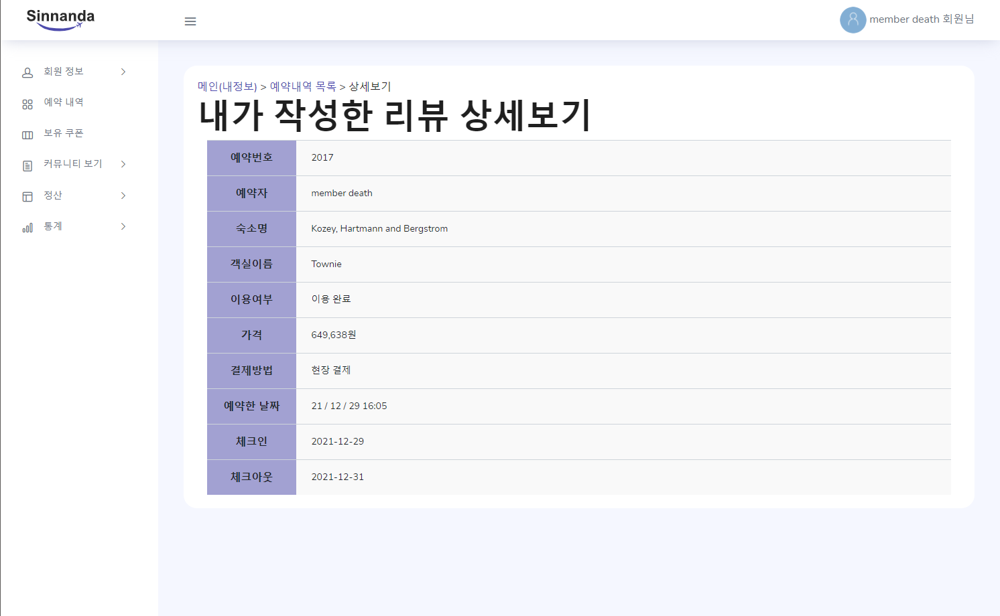 Sinnanda
member death 회원님
회원 정보
예약 내역
보유 쿠폰
커뮤니티 보기
정산
통계
메인(내정보) > 예약내역 목록 > 상세보기
내가 작성한 리뷰 상세보기
예약번호 2017
예약자 member death
숙소명 Kozey, Hartmann and Bergstrom
객실이름 Townie
이용여부 이용 완료
가격 649,638원
결제방법 현장 결제
예약한 날짜 21 / 12 / 29 16:05
체크인 2021-12-29
체크아웃 2021-12-31